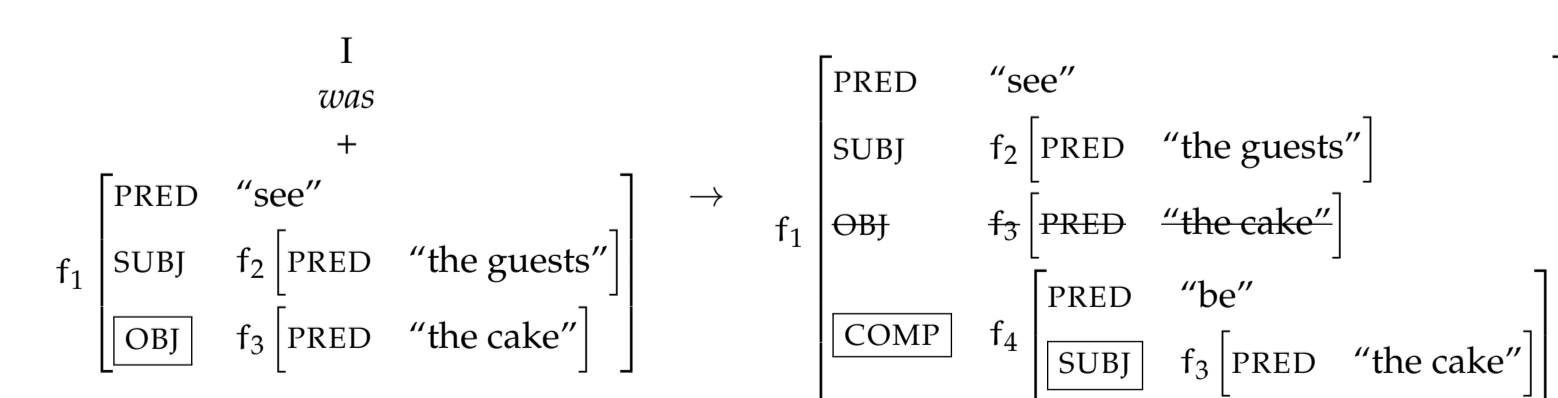 I
was
+
PRED “see”
f1 SUBJ f2 [PRED “the guests”]
OBJ f3 [PRED “the cake”]
→
PRED “see”
SUBJ f2 [PRED “the guests”]
f1 OBJ f3 [PRED “the cake”]
PRED “be”
COMP f4
SUBJ f3 [PRED “the cake”]